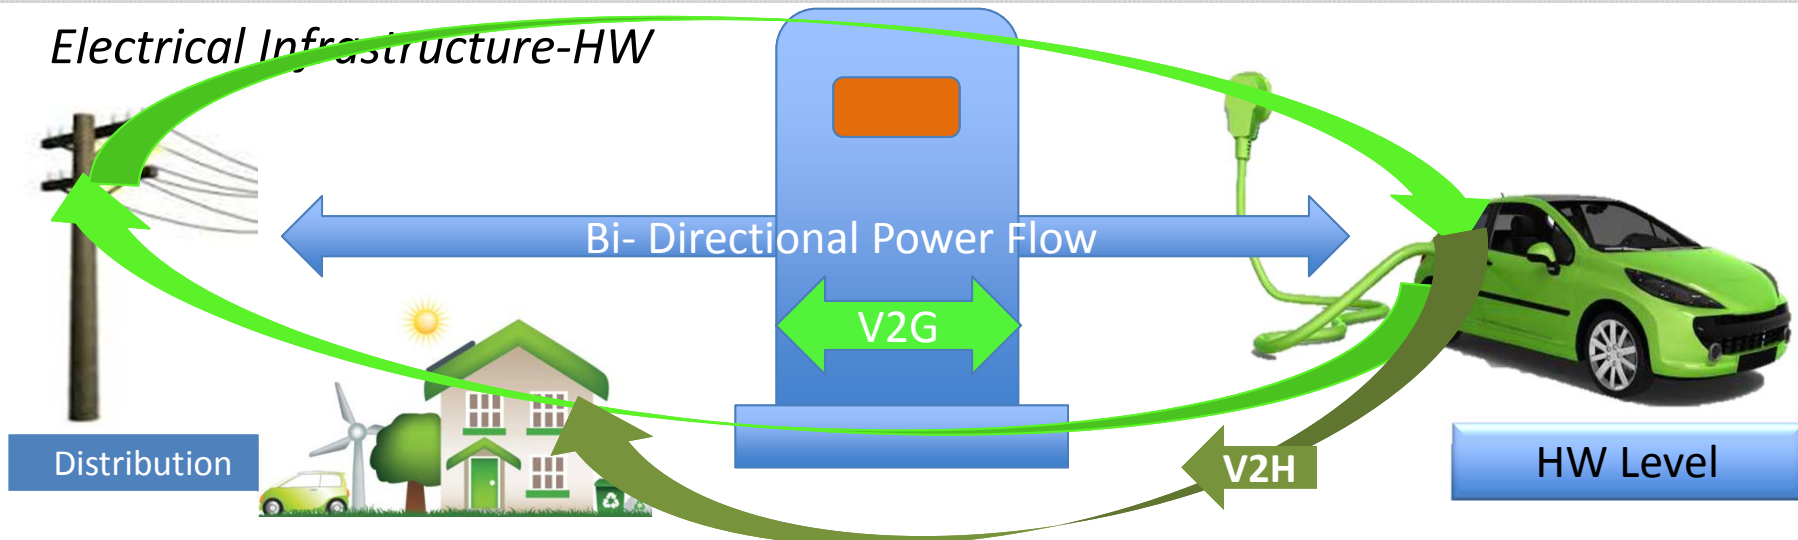 Electrical Infrastructure-HW
Bi- Directional Power Flow
V2G
Distribution
V2H
HW Level